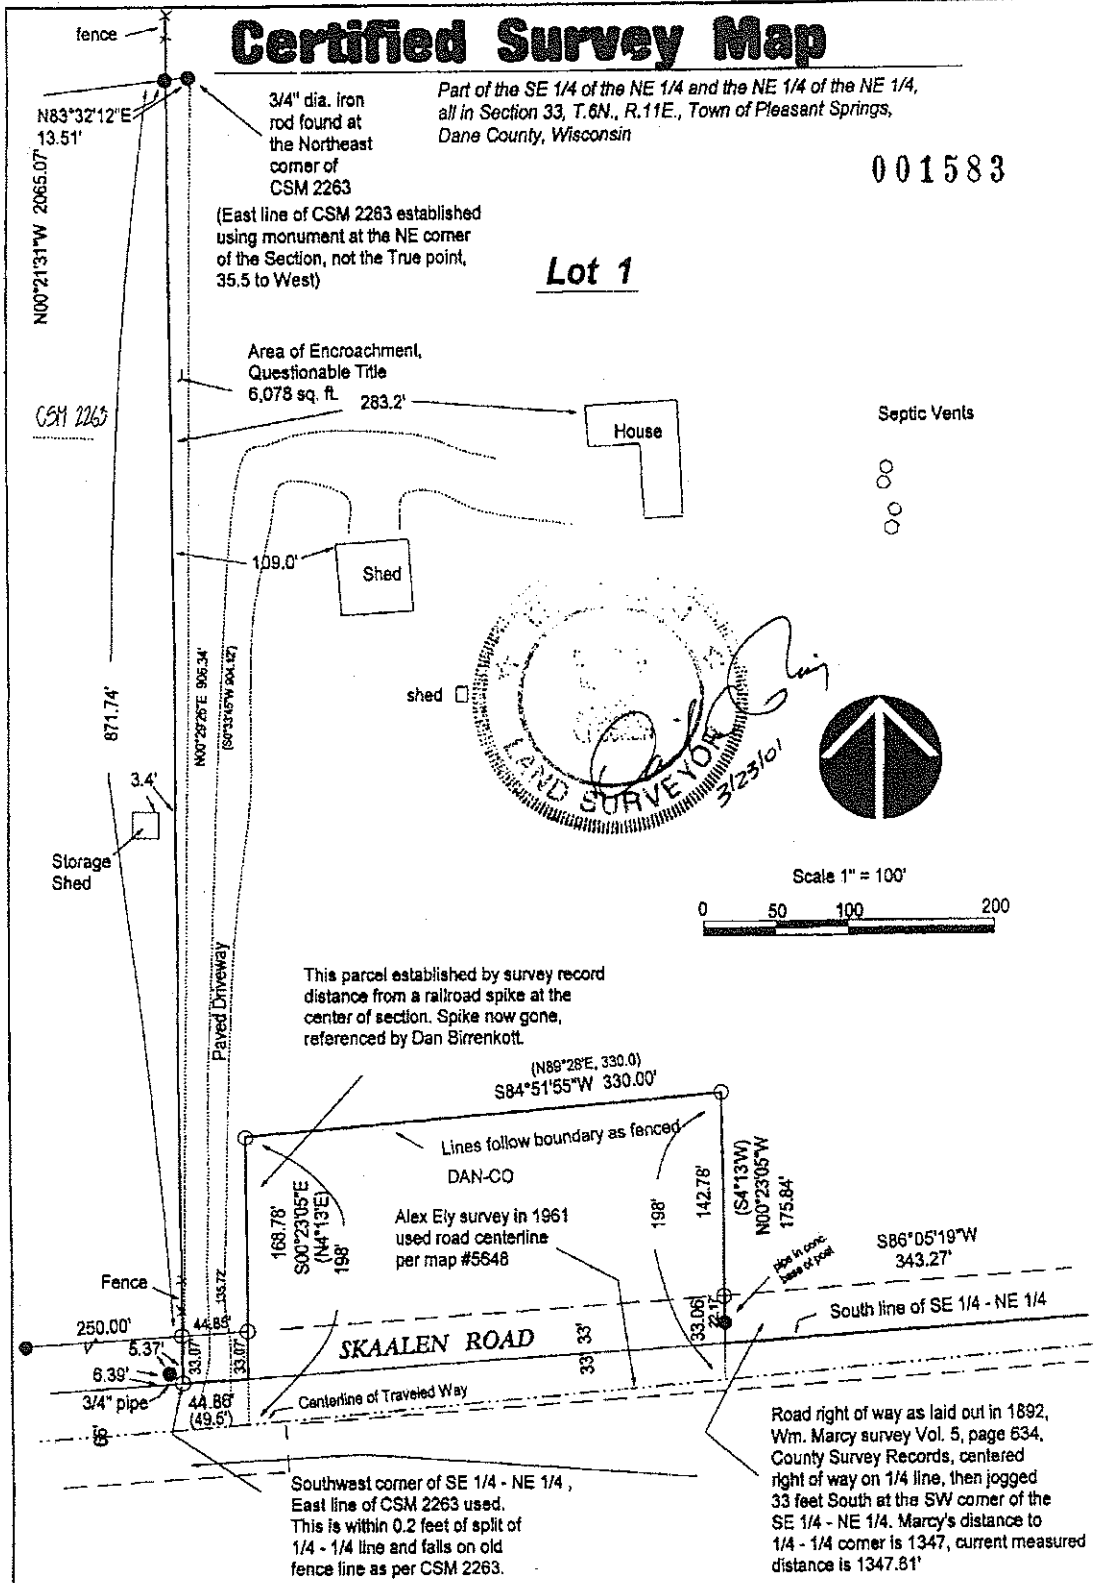 Certified Survey Map
fence
N83°32'12"E
13.51'
3/4" dia. iron
rod found at
the Northeast
corner of
CSM 2263
(East line of CSM 2263 established
using monument at the NE corner
of the Section, not the True point,
35.5 to West)
Part of the SE 1/4 of the NE 1/4 and the NE 1/4 of the NE 1/4,
all in Section 33, T.6N., R.11E., Town of Pleasant Springs,
Dane County, Wisconsin
001583
N00°21'31"W 2065.07'
Lot 1
Area of Encroachment,
Questionable Title
6,078 sq. ft.
283.2'
CSM 2263
House
Septic Vents
109.0'
Shed
N00°29'25"E 905.34'
(S0°33'45"W 904.12')
shed
871.74'
LAND SURVEYOR
3/23/01
3.4'
Storage
Shed
Scale 1" = 100'
0 50 100 200
Paved Driveway
This parcel established by survey record
distance from a railroad spike at the
center of section. Spike now gone,
referenced by Dan Birrenkott.
(N89°28'E, 330.0)
S84°51'55"W 330.00'
Lines follow boundary as fenced
DAN-CO
168.78'
S00°23'05"E
(N4°13'E)
198'
Alex Ely survey in 1961
used road centerline
per map #5648
198'
142.78'
(S4°13'W)
N00°23'05"W
175.84'
pipe in conc.
base of post
S86°05'19"W
343.27'
Fence
135.72'
250.00'
44.85'
SKAALEN ROAD
33' 33'
33.06'
22.17'
South line of SE 1/4 - NE 1/4
5.37'
33.07'
33.07'
6.39'
3/4" pipe
44.86'
(49.5')
Centerline of Traveled Way
66'
Southwest corner of SE 1/4 - NE 1/4 ,
East line of CSM 2263 used.
This is within 0.2 feet of split of
1/4 - 1/4 line and falls on old
fence line as per CSM 2263.
Road right of way as laid out in 1892,
Wm. Marcy survey Vol. 5, page 634,
County Survey Records, centered
right of way on 1/4 line, then jogged
33 feet South at the SW corner of the
SE 1/4 - NE 1/4. Marcy's distance to
1/4 - 1/4 corner is 1347, current measured
distance is 1347.81'